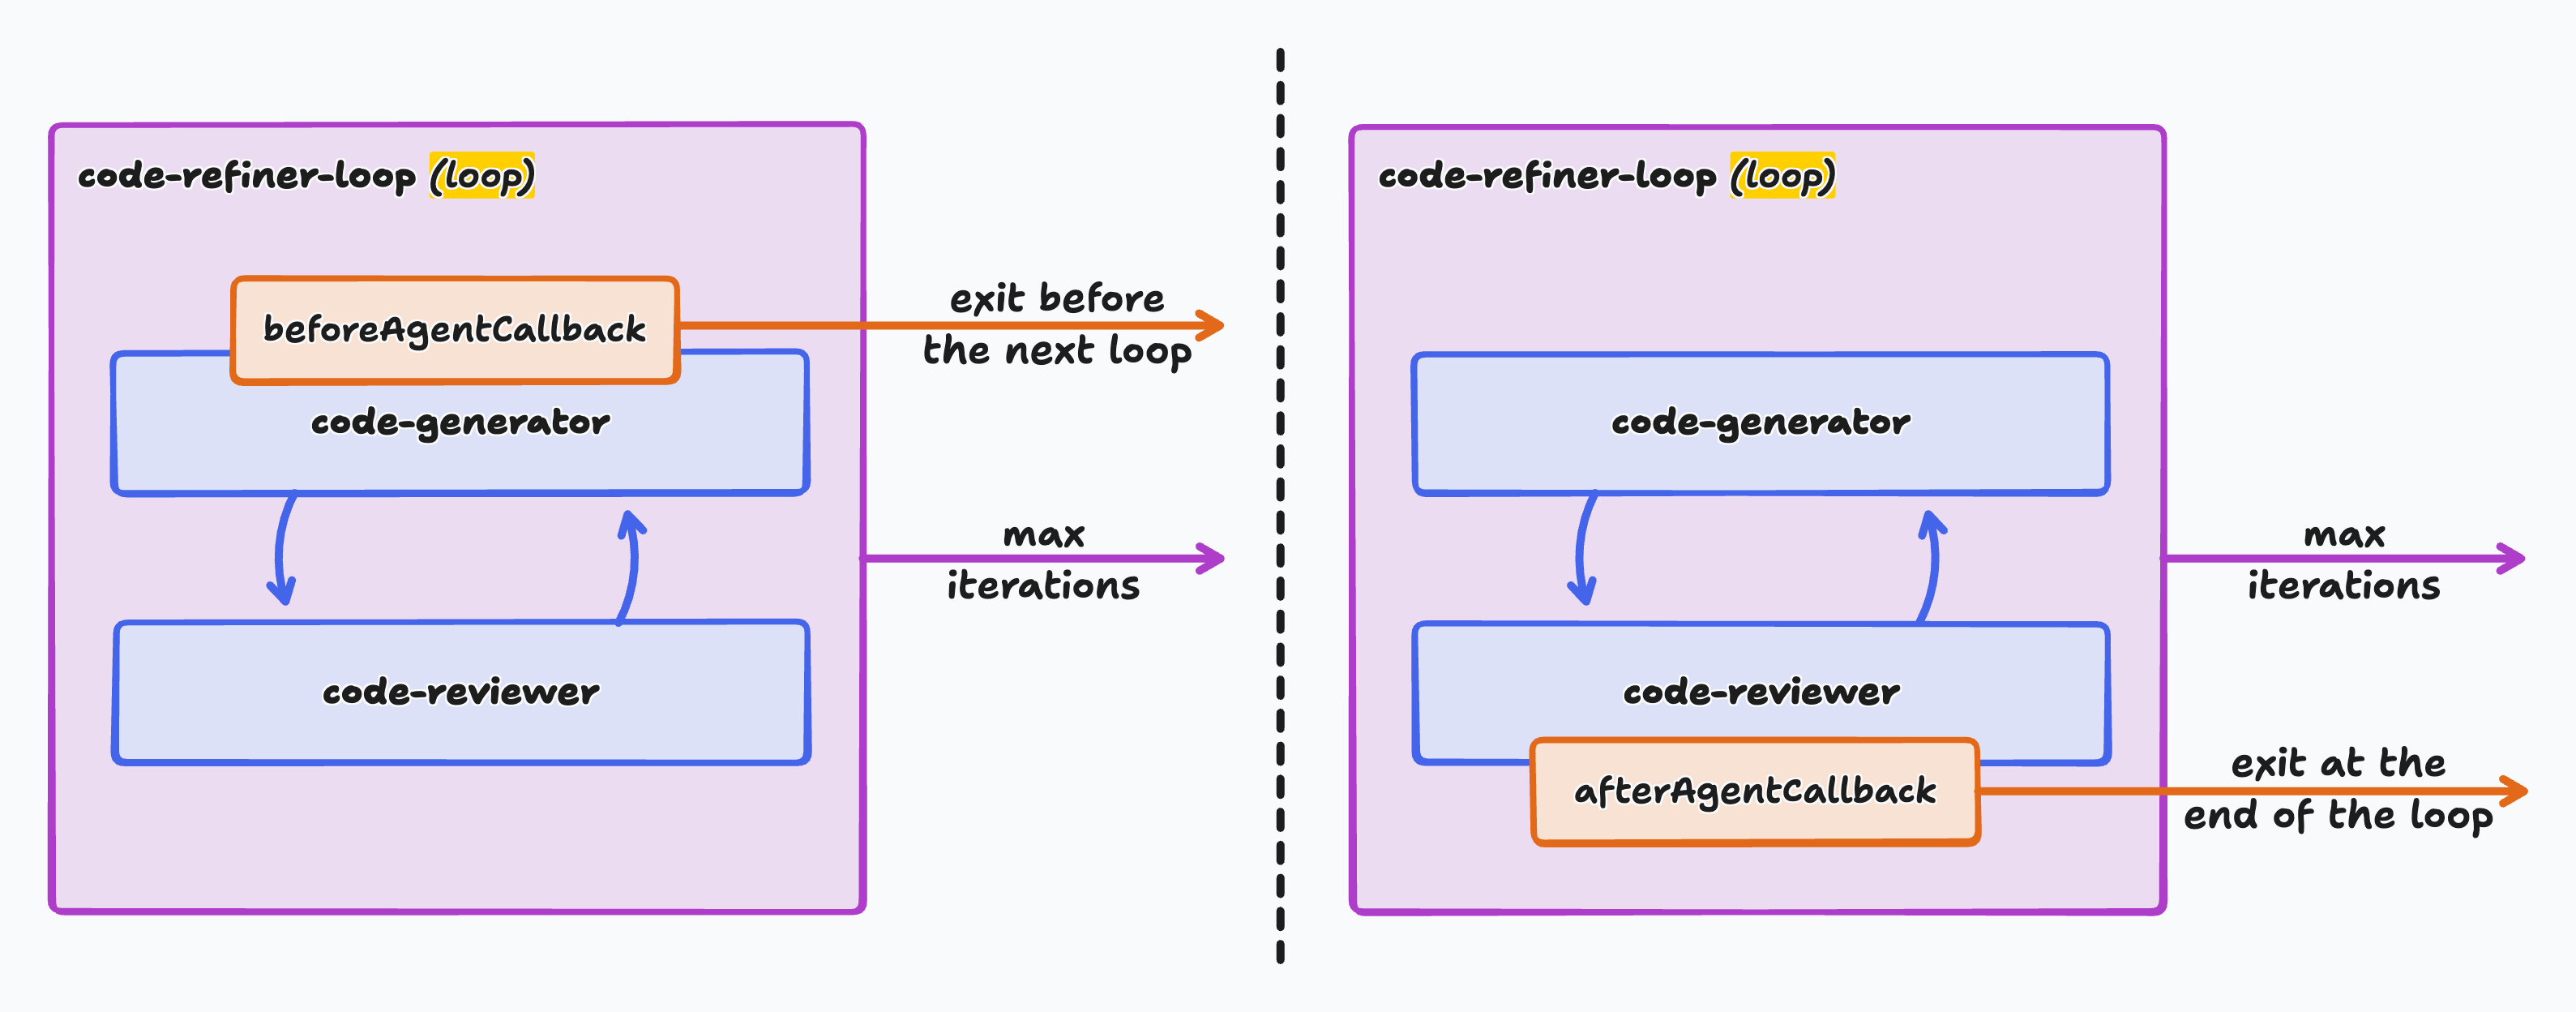 code-refiner-loop (loop)
beforeAgentCallback
exit before
the next loop
code-generator
max
iterations
code-reviewer
code-refiner-loop (loop)
code-generator
max
iterations
code-reviewer
afterAgentCallback
exit at the
end of the loop